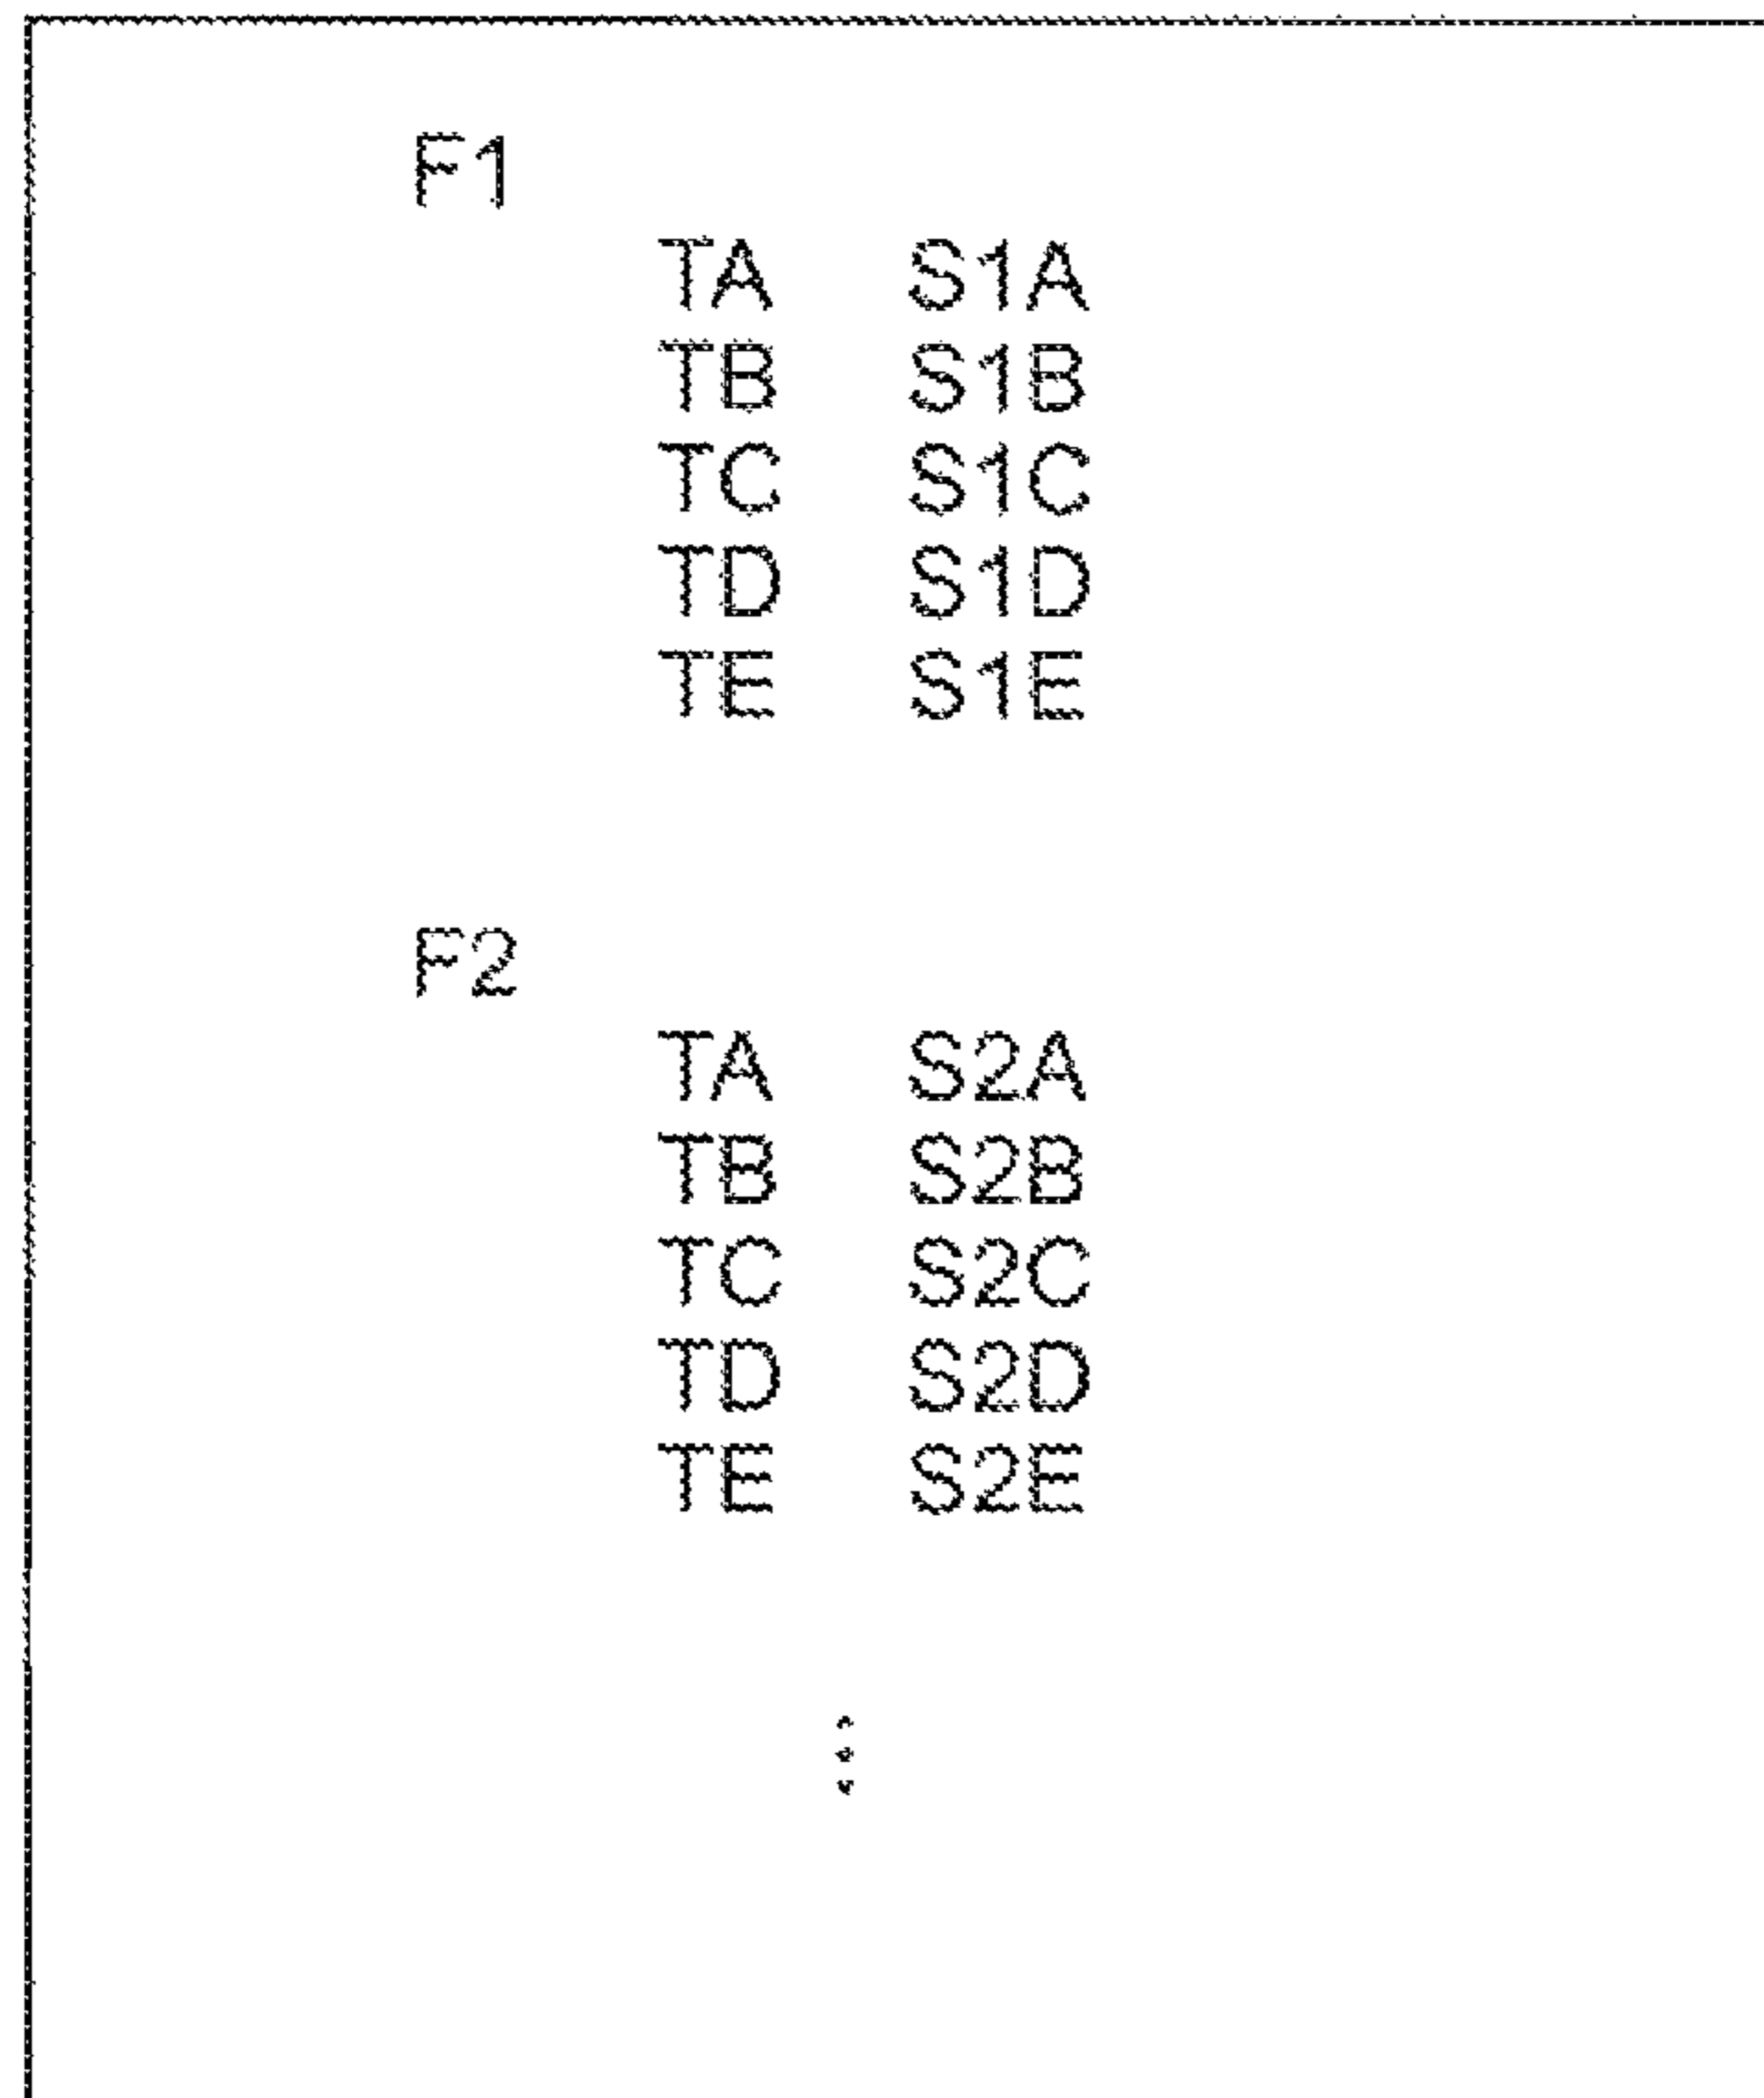 F1
TA S1A
TB S1B
TC S1C
TD S1D
TE S1E
F2
TA S2A
TB S2B
TC S2C
TD S2D
TE S2E